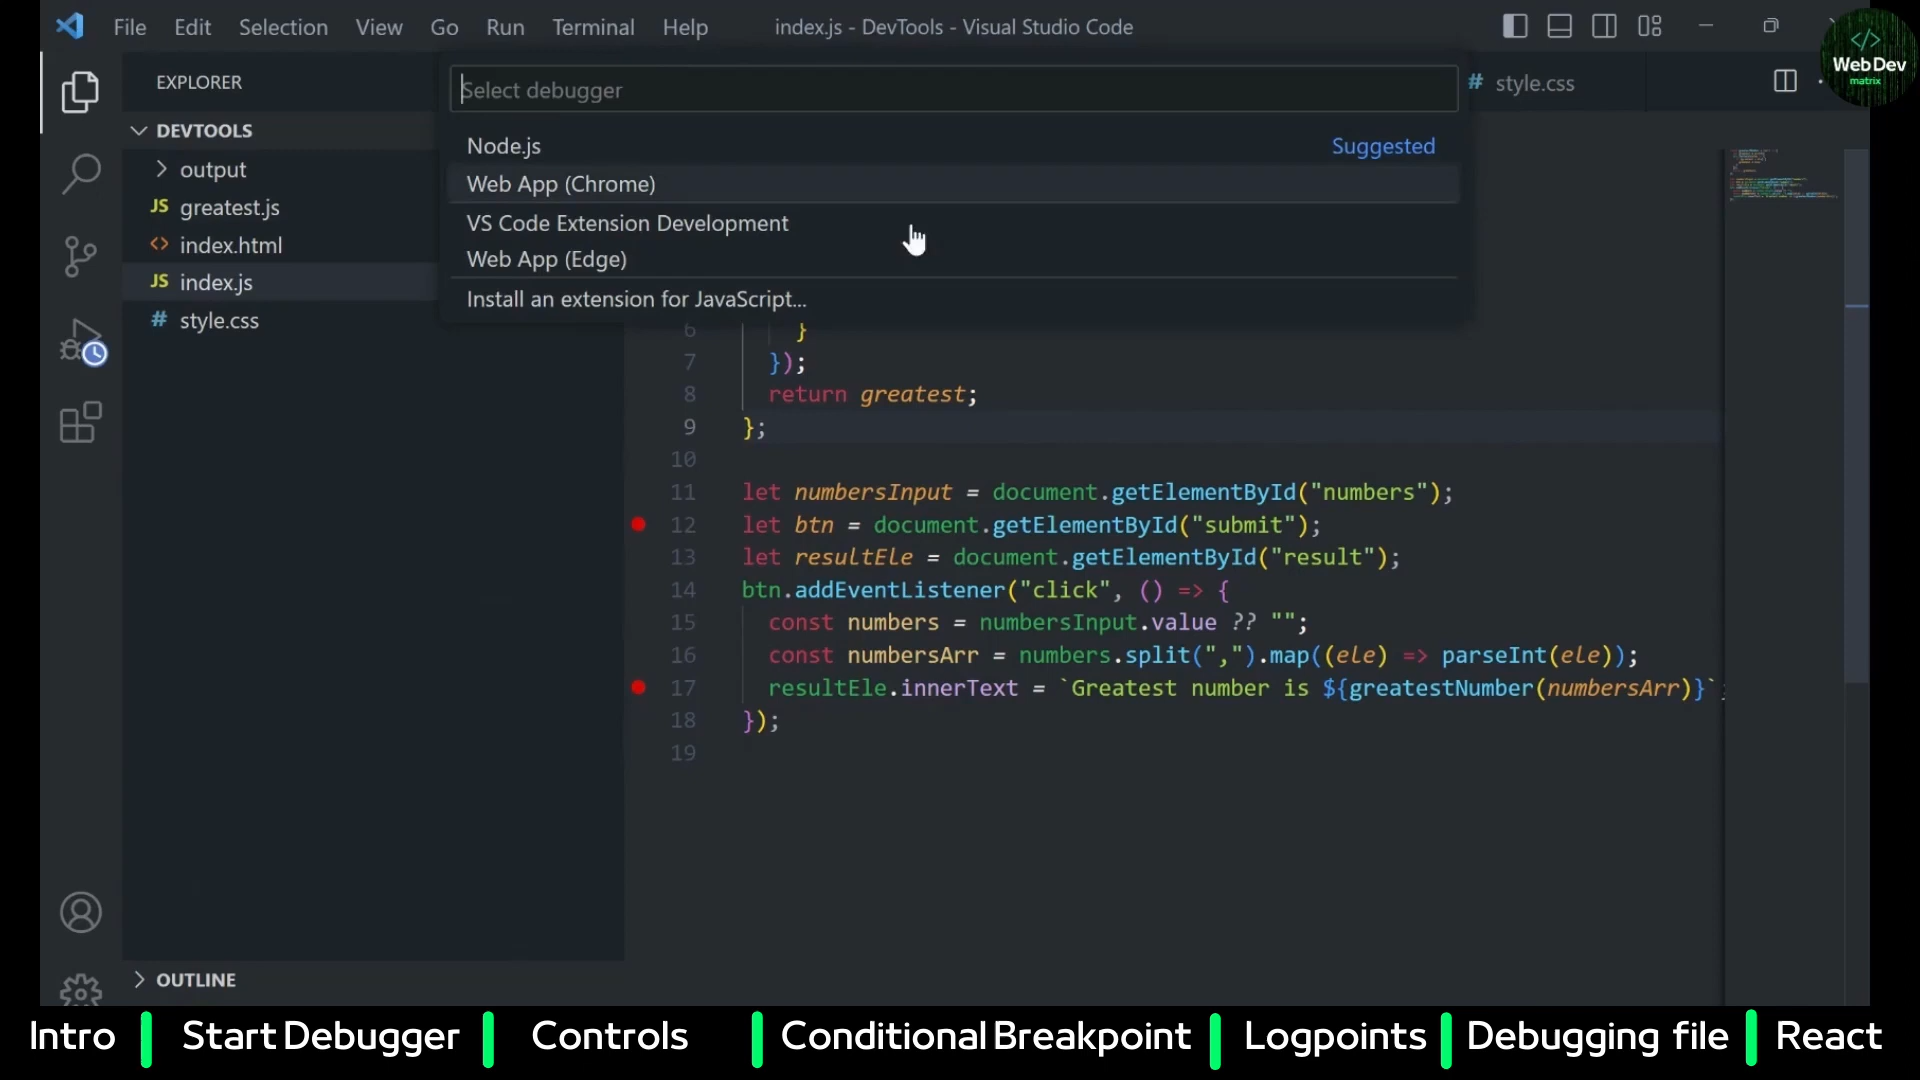 File Edit Selection View Go Run Terminal Help index.js - DevTools - Visual Studio Code
</> WebDev matrix
EXPLORER
Select debugger
# style.css
DEVTOOLS
Node.js Suggested
output
Web App (Chrome)
JS greatest.js
VS Code Extension Development
<> index.html
Web App (Edge)
JS index.js
Install an extension for JavaScript...
# style.css
6 }
7 });
8 return greatest;
9 };
10
11 let numbersInput = document.getElementById("numbers");
12 let btn = document.getElementById("submit");
13 let resultEle = document.getElementById("result");
14 btn.addEventListener("click", () => {
15 const numbers = numbersInput.value ?? "";
16 const numbersArr = numbers.split(",").map((ele) => parseInt(ele));
17 resultEle.innerText = `Greatest number is ${greatestNumber(numbersArr)}`;
18 });
19
OUTLINE
Intro Start Debugger Controls Conditional Breakpoint Logpoints Debugging file React